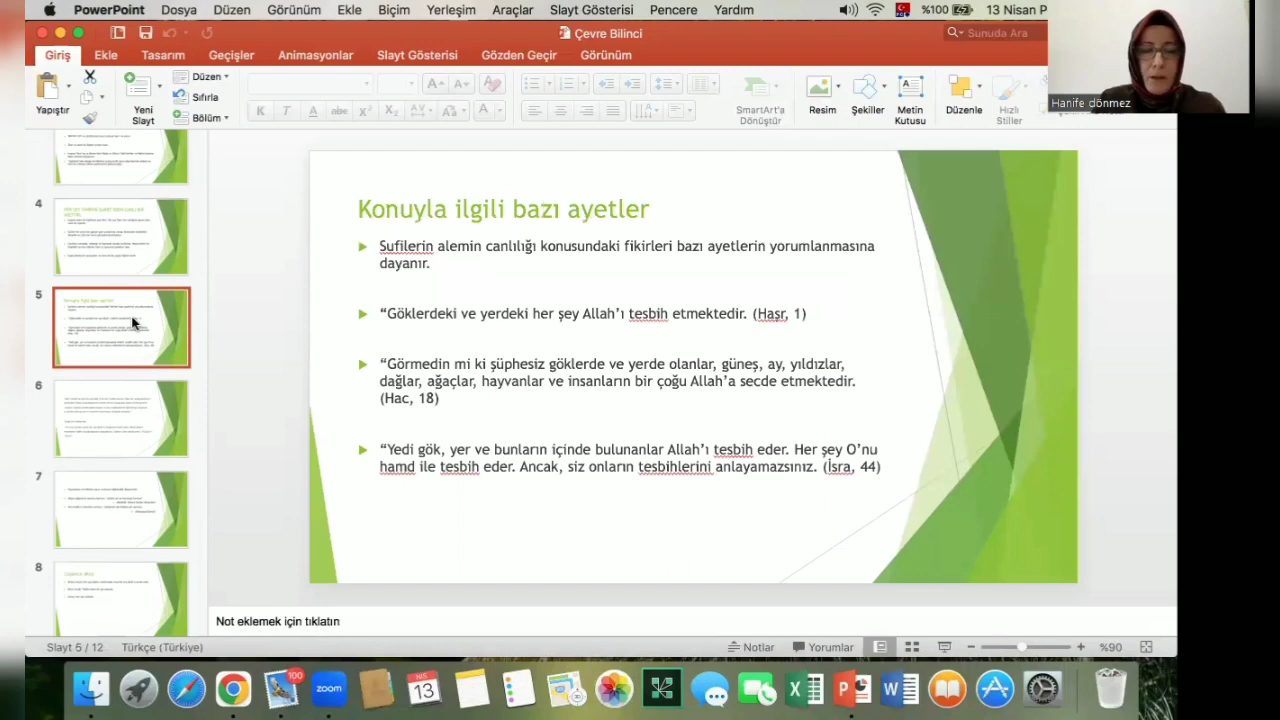 PowerPoint Dosya Düzen Görünüm Ekle Biçim Yerleşim Araçlar Slayt Gösterisi Pencere Yardım %100 13 Nisan P
Çevre Bilinci
Sunuda Ara
Giriş Ekle Tasarım Geçişler Animasyonlar Slayt Gösterisi Gözden Geçir Görünüm
Yapıştır
Yeni
Slayt
Düzen
Sıfırla
Bölüm
K T A abc X² X₂
SmartArt'a
Dönüştür
Resim
Şekiller
Metin
Kutusu
Düzenle
Hızlı
Stiller
Hanife dönmez
4
5
6
7
8
Konuyla ilgili bazı ayetler
Sufilerin alemin canlılığı konusundaki fikirleri bazı ayetlerin yorumlanmasına
dayanır.
“Göklerdeki ve yerdeki her şey Allah’ı tesbih etmektedir. (Haşr, 1)
“Görmedin mi ki şüphesiz göklerde ve yerde olanlar, güneş, ay, yıldızlar,
dağlar, ağaçlar, hayvanlar ve insanların bir çoğu Allah’a secde etmektedir.
(Hac, 18)
“Yedi gök, yer ve bunların içinde bulunanlar Allah’ı tesbih eder. Her şey O’nu
hamd ile tesbih eder. Ancak, siz onların tesbihlerini anlayamazsınız. (İsra, 44)
Not eklemek için tıklatın
Slayt 5 / 12 Türkçe (Türkiye) Notlar Yorumlar %90
100
zoom
NİS
13